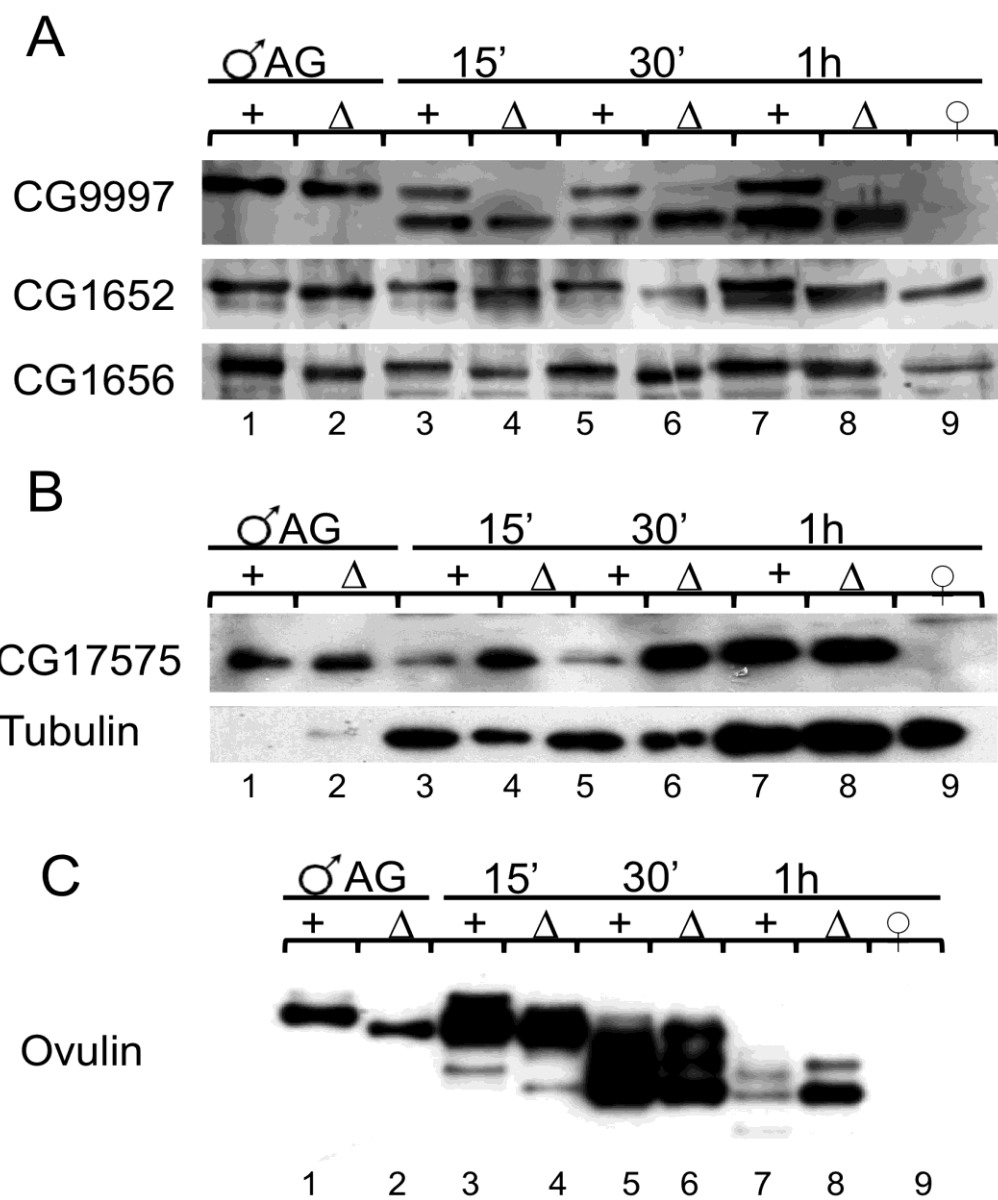 A
♂AG 15’ 30’ 1h
+ Δ + Δ + Δ + Δ ♀
CG9997
CG1652
CG1656
1 2 3 4 5 6 7 8 9
B
♂AG 15’ 30’ 1h
+ Δ + Δ + Δ + Δ ♀
CG17575
Tubulin
1 2 3 4 5 6 7 8 9
C
♂AG 15’ 30’ 1h
+ Δ + Δ + Δ + Δ ♀
Ovulin
1 2 3 4 5 6 7 8 9